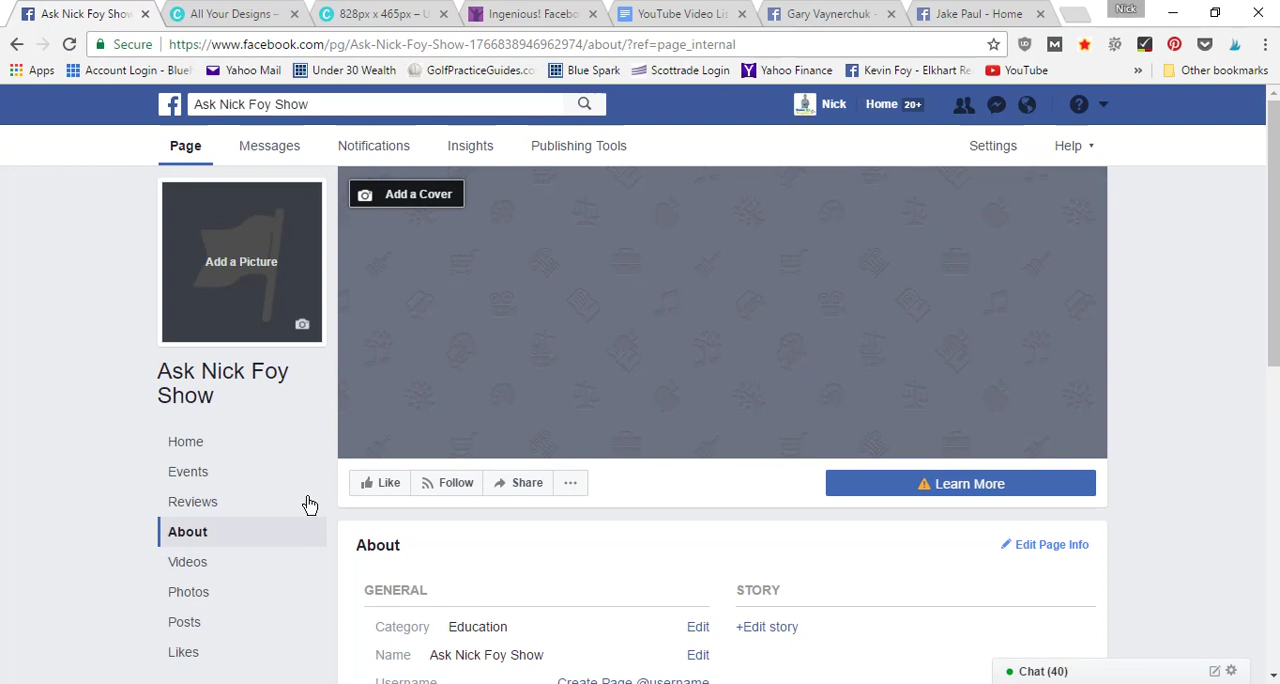 Ask Nick Foy Show
All Your Designs –
828px x 465px – U
Ingenious! Facebo
YouTube Video Lis
Gary Vaynerchuk -
Jake Paul - Home
Nick
Secure
https://www.facebook.com/pg/Ask-Nick-Foy-Show-1766838946962974/about/?ref=page_internal
Apps
Account Login - Blue
Yahoo Mail
Under 30 Wealth
GolfPracticeGuides.co
Blue Spark
Scottrade Login
Yahoo Finance
Kevin Foy - Elkhart Re
YouTube
»
Other bookmarks
Ask Nick Foy Show
Nick
Home 20+
Page
Messages
Notifications
Insights
Publishing Tools
Settings
Help
Add a Picture
Add a Cover
Ask Nick Foy
Show
Home
Events
Reviews
About
Videos
Photos
Posts
Likes
Like
Follow
Share
...
Learn More
About
Edit Page Info
GENERAL
Category Education Edit
Name Ask Nick Foy Show Edit
Username Create Page @username
STORY
+Edit story
Chat (40)